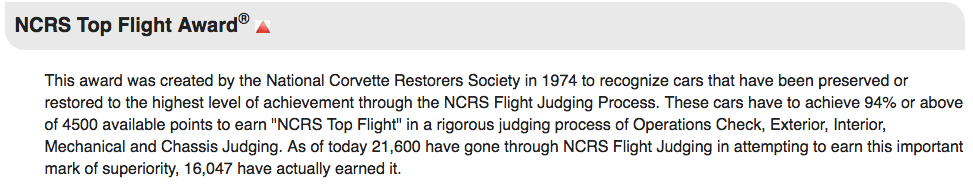 NCRS Top Flight Award®
This award was created by the National Corvette Restorers Society in 1974 to recognize cars that have been preserved or
restored to the highest level of achievement through the NCRS Flight Judging Process. These cars have to achieve 94% or above
of 4500 available points to earn "NCRS Top Flight" in a rigorous judging process of Operations Check, Exterior, Interior,
Mechanical and Chassis Judging. As of today 21,600 have gone through NCRS Flight Judging in attempting to earn this important
mark of superiority, 16,047 have actually earned it.